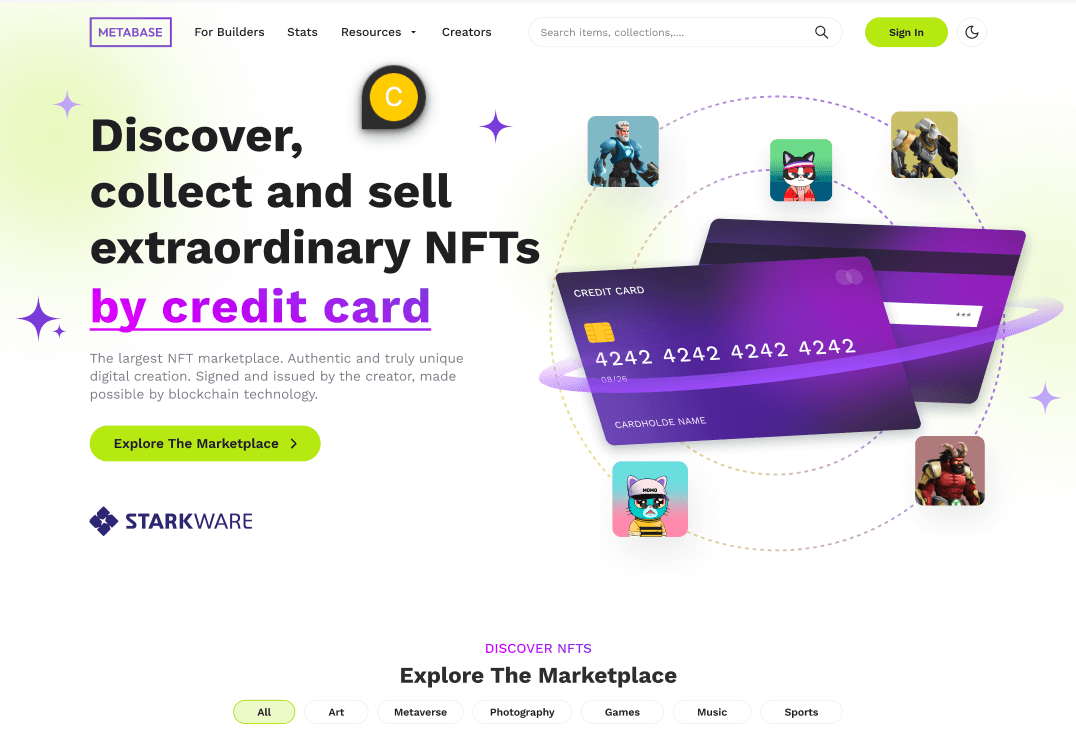 METABASE
For Builders
Stats
Resources
Creators
Search items, collections,....
Sign In
C
Discover,
collect and sell
extraordinary NFTs
by credit card
The largest NFT marketplace. Authentic and truly unique
digital creation. Signed and issued by the creator, made
possible by blockchain technology.
Explore The Marketplace
STARKWARE
CREDIT CARD
4242 4242 4242 4242
08/26
CARDHOLDE NAME
***
MOMO
DISCOVER NFTS
Explore The Marketplace
All
Art
Metaverse
Photography
Games
Music
Sports